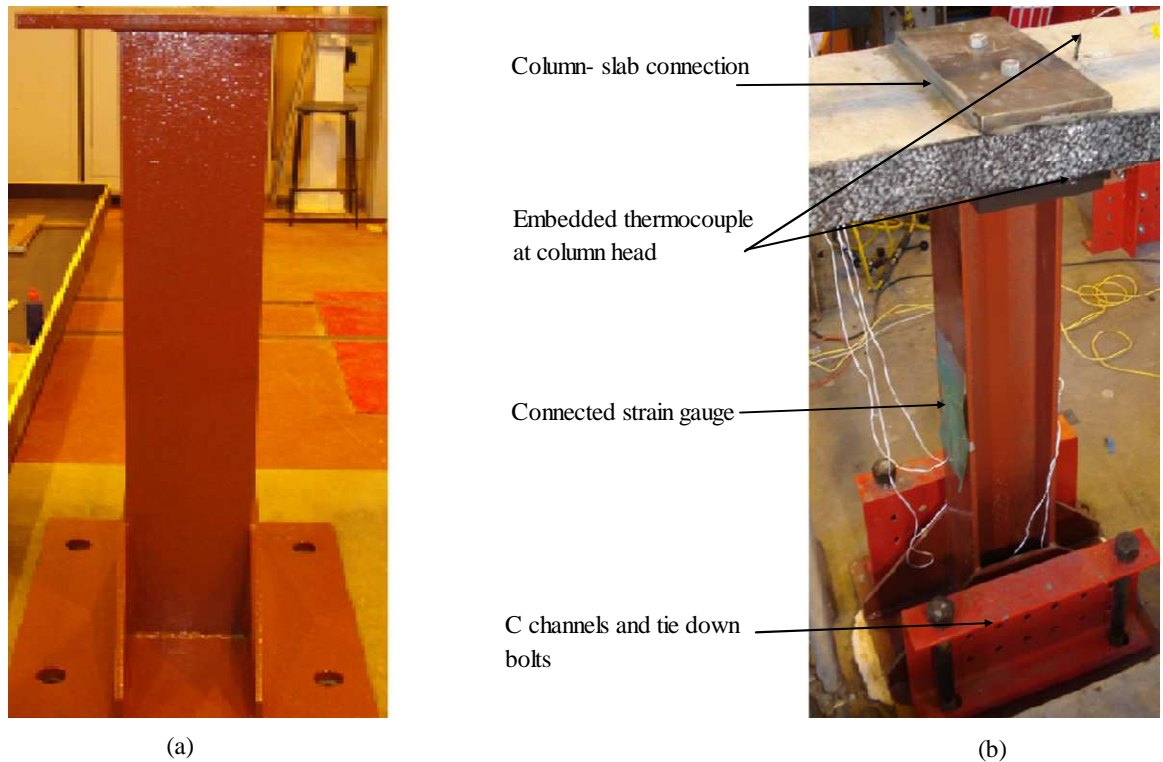 Column- slab connection
Embedded thermocouple
at column head
Connected strain gauge
C channels and tie down
bolts
(a)
(b)